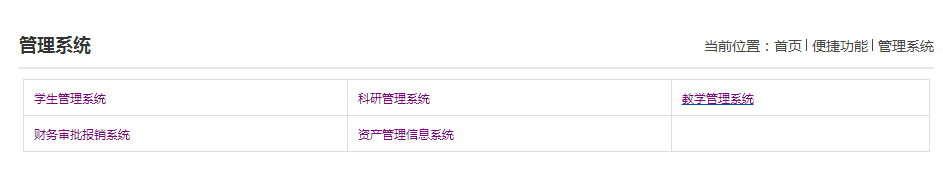 管理系统
当前位置：首页 | 便捷功能 | 管理系统
学生管理系统 科研管理系统 教学管理系统
财务审批报销系统 资产管理信息系统